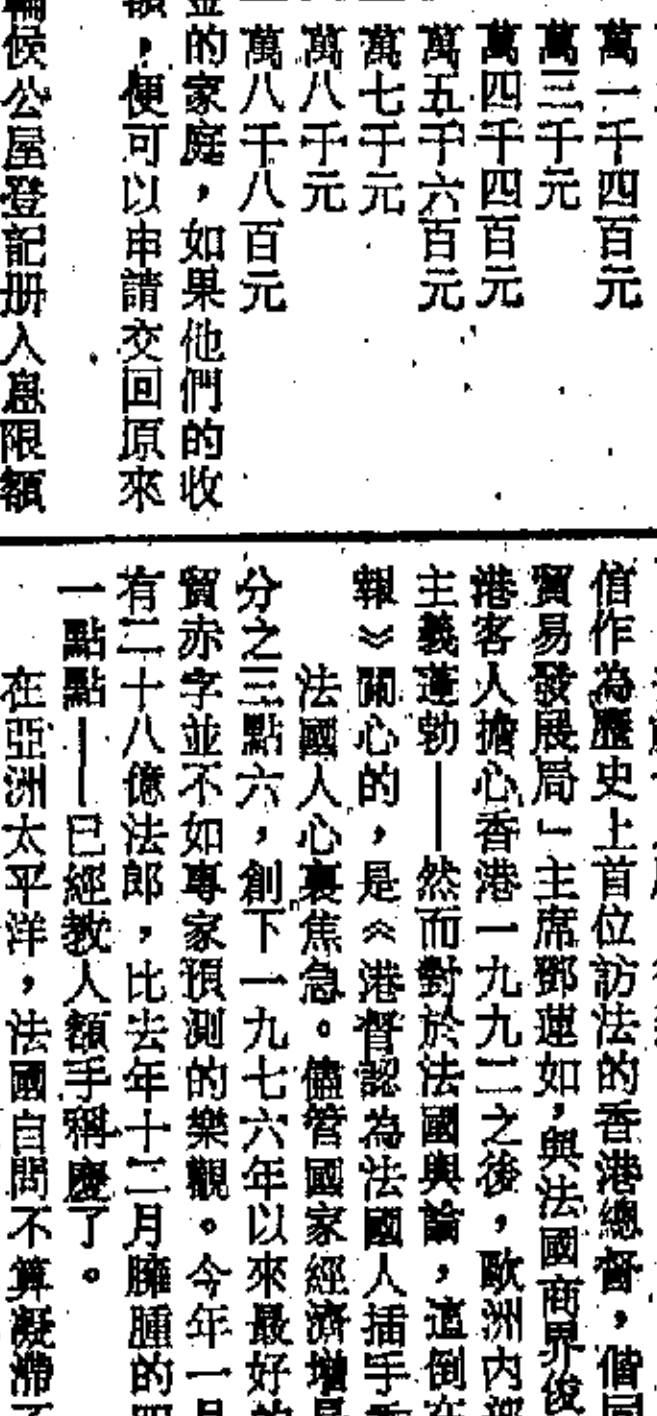 萬一千四百元
萬三千元
萬四千四百元
萬五千六百元
萬七千元
萬八千元
萬八千八百元
的家庭，如果他們的收
額，便可以申請交回原來
候公屋登記册入息限額
信作為歷史上首位訪法的香港總督，偕同
貿易發展局」主席鄧蓮如，與法國商界後
港客人擔心香港一九九二之後，歐洲內部
主義蓬勃——然而對於法國輿論，這倒在
報》關心的，是《港督認為法國人插手
法國人心裏焦急。儘管國家經濟增長
分之三點六，創下一九七六年以來最好的
貿赤字並不如專家預測的樂觀。今年一月
有二十八億法郎，比去年十二月臃腫的四
一點點——已經教人額手稱慶了。
在亞洲太平洋，法國自問不算凝滯不